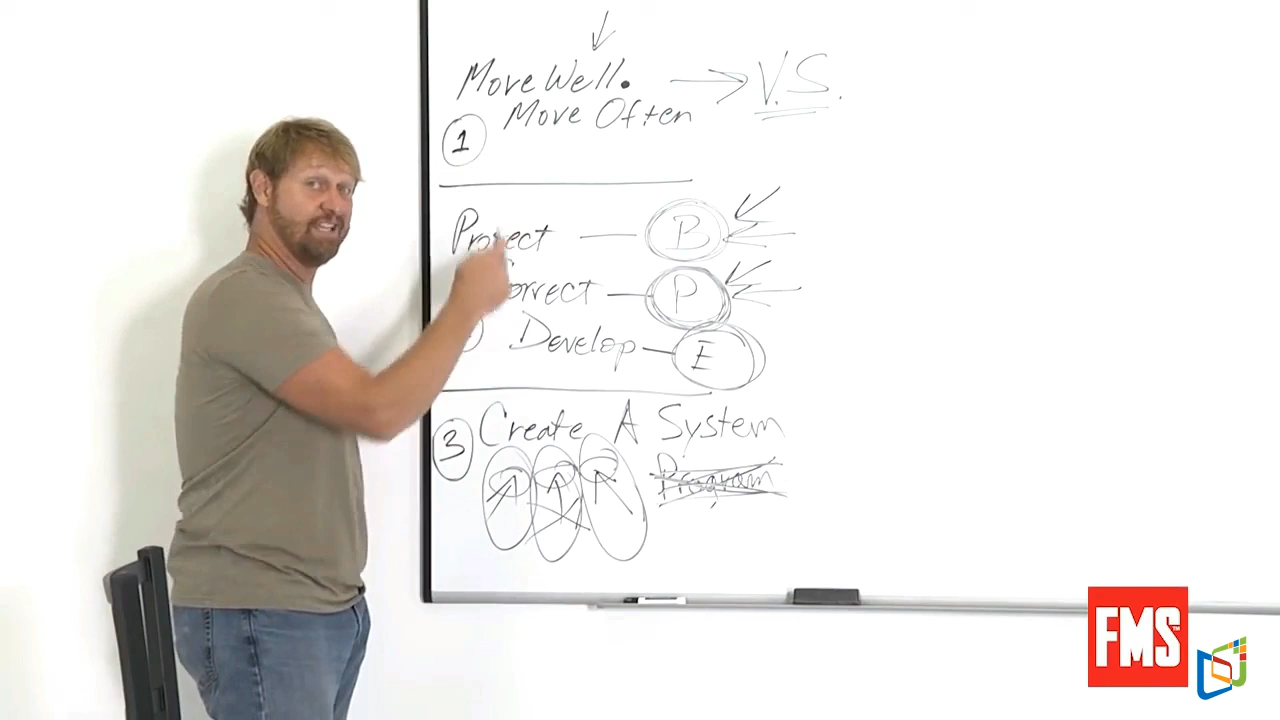 Move Well. V.S.
Move Often
1
Protect B
Correct P
Develop E
3 Create A System
Program
FMS